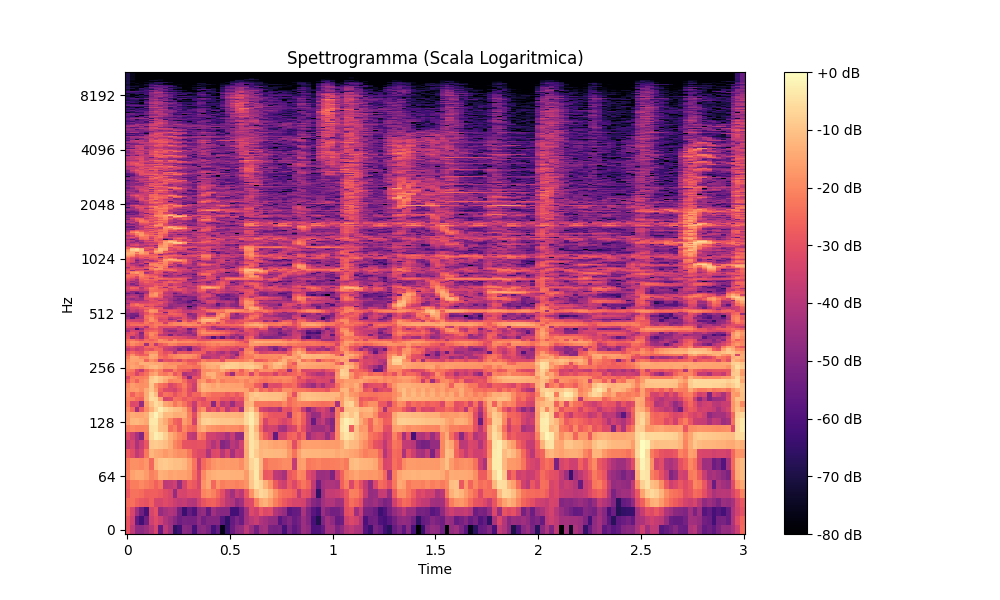 Spettrogramma (Scala Logaritmica)
Hz
8192
4096
2048
1024
512
256
128
64
0
0 0.5 1 1.5 2 2.5 3
Time
+0 dB
-10 dB
-20 dB
-30 dB
-40 dB
-50 dB
-60 dB
-70 dB
-80 dB